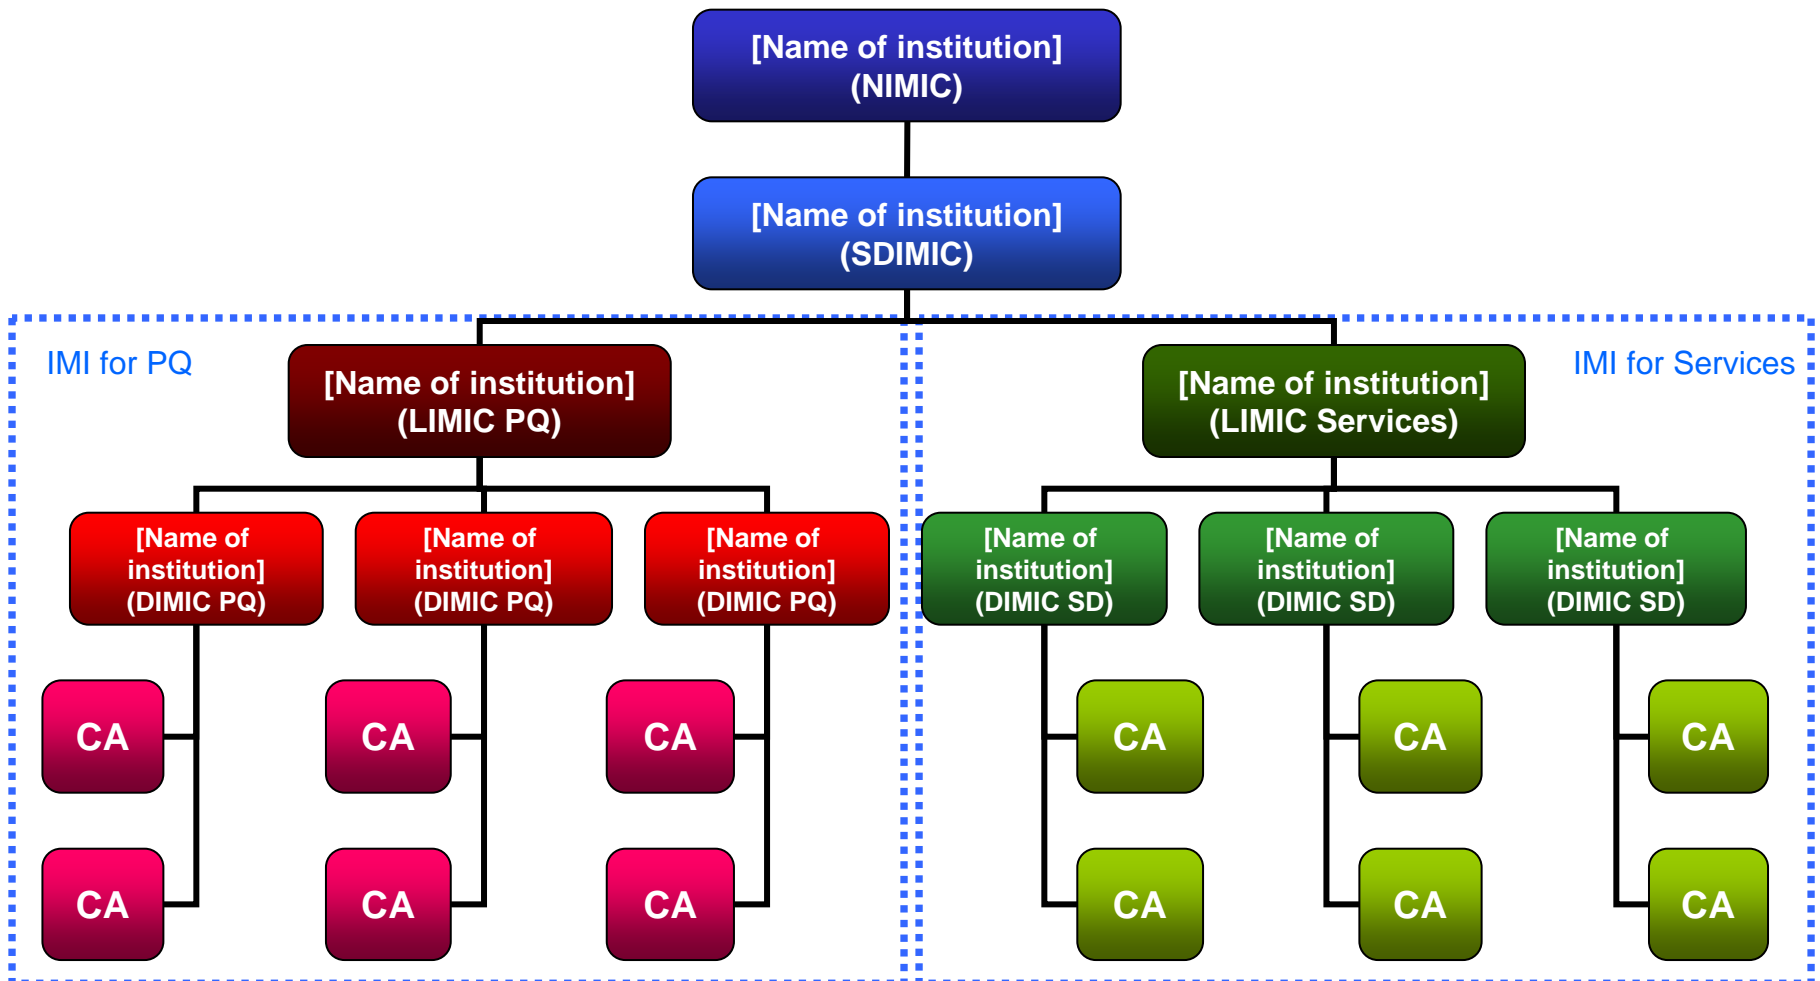 [Name of institution]
(NIMIC)
[Name of institution]
(SDIMIC)
IMI for PQ
IMI for Services
[Name of institution]
(LIMIC PQ)
[Name of institution]
(LIMIC Services)
[Name of
institution]
(DIMIC PQ)
[Name of
institution]
(DIMIC PQ)
[Name of
institution]
(DIMIC PQ)
[Name of
institution]
(DIMIC SD)
[Name of
institution]
(DIMIC SD)
[Name of
institution]
(DIMIC SD)
CA
CA
CA
CA
CA
CA
CA
CA
CA
CA
CA
CA